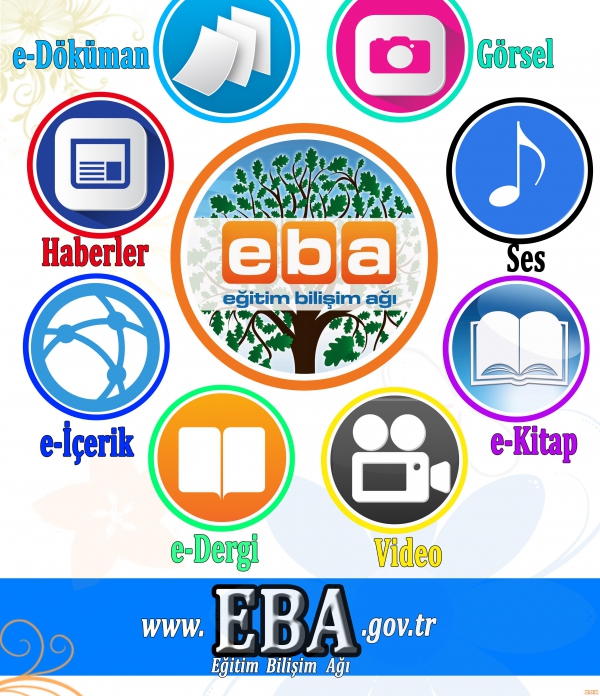 e-Döküman
Görsel
Haberler
Ses
eba
eğitim bilişim ağı
e-İçerik
e-Kitap
e-Dergi
Video
www.EBA.gov.tr
Eğitim Bilişim Ağı